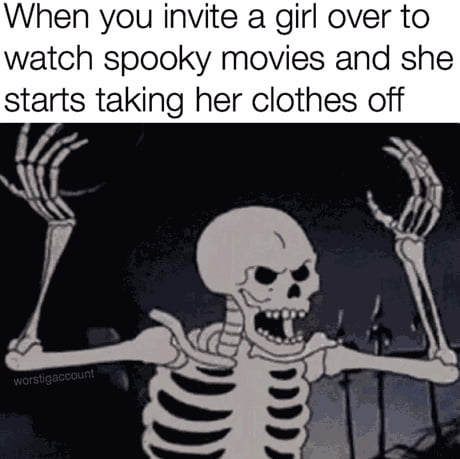 When you invite a girl over to
watch spooky movies and she
starts taking her clothes off
worstigaccount